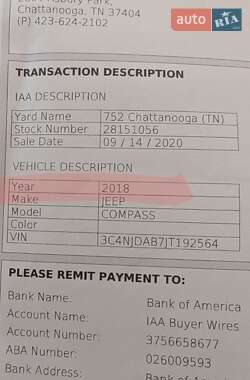 auto RIA
Park,
Chattanooga, TN 37404
(P) 423-624-2102
TRANSACTION DESCRIPTION
IAA DESCRIPTION
Yard Name 752 Chattanooga (TN)
Stock Number 28151056
Sale Date 09 / 14 / 2020
VEHICLE DESCRIPTION
Year 2018
Make JEEP
Model COMPASS
Color
VIN 3C4NJDAB7JT192564
PLEASE REMIT PAYMENT TO:
Bank Name: Bank of America
Account Name: IAA Buyer Wires
Account Number: 3756658677
ABA Number: 026009593
Bank Address: Bank of